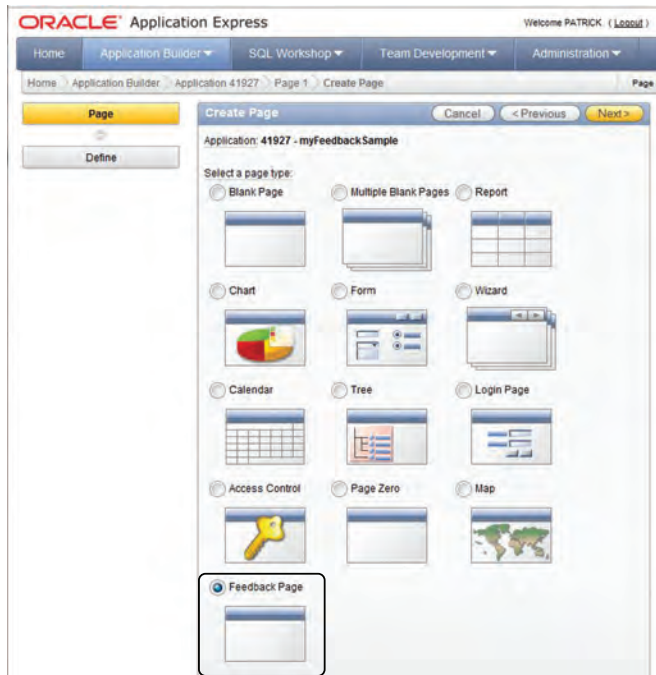 ORACLE Application Express
Welcome PATRICK ( Logout )
Home Application Builder SQL Workshop Team Development Administration
Home Application Builder Application 41927 Page 1 Create Page Page
Page
Define
Create Page Cancel < Previous Next >
Application: 41927 - myFeedbackSample
Select a page type:
Blank Page Multiple Blank Pages Report
Chart Form Wizard
Calendar Tree Login Page
Access Control Page Zero Map
Feedback Page